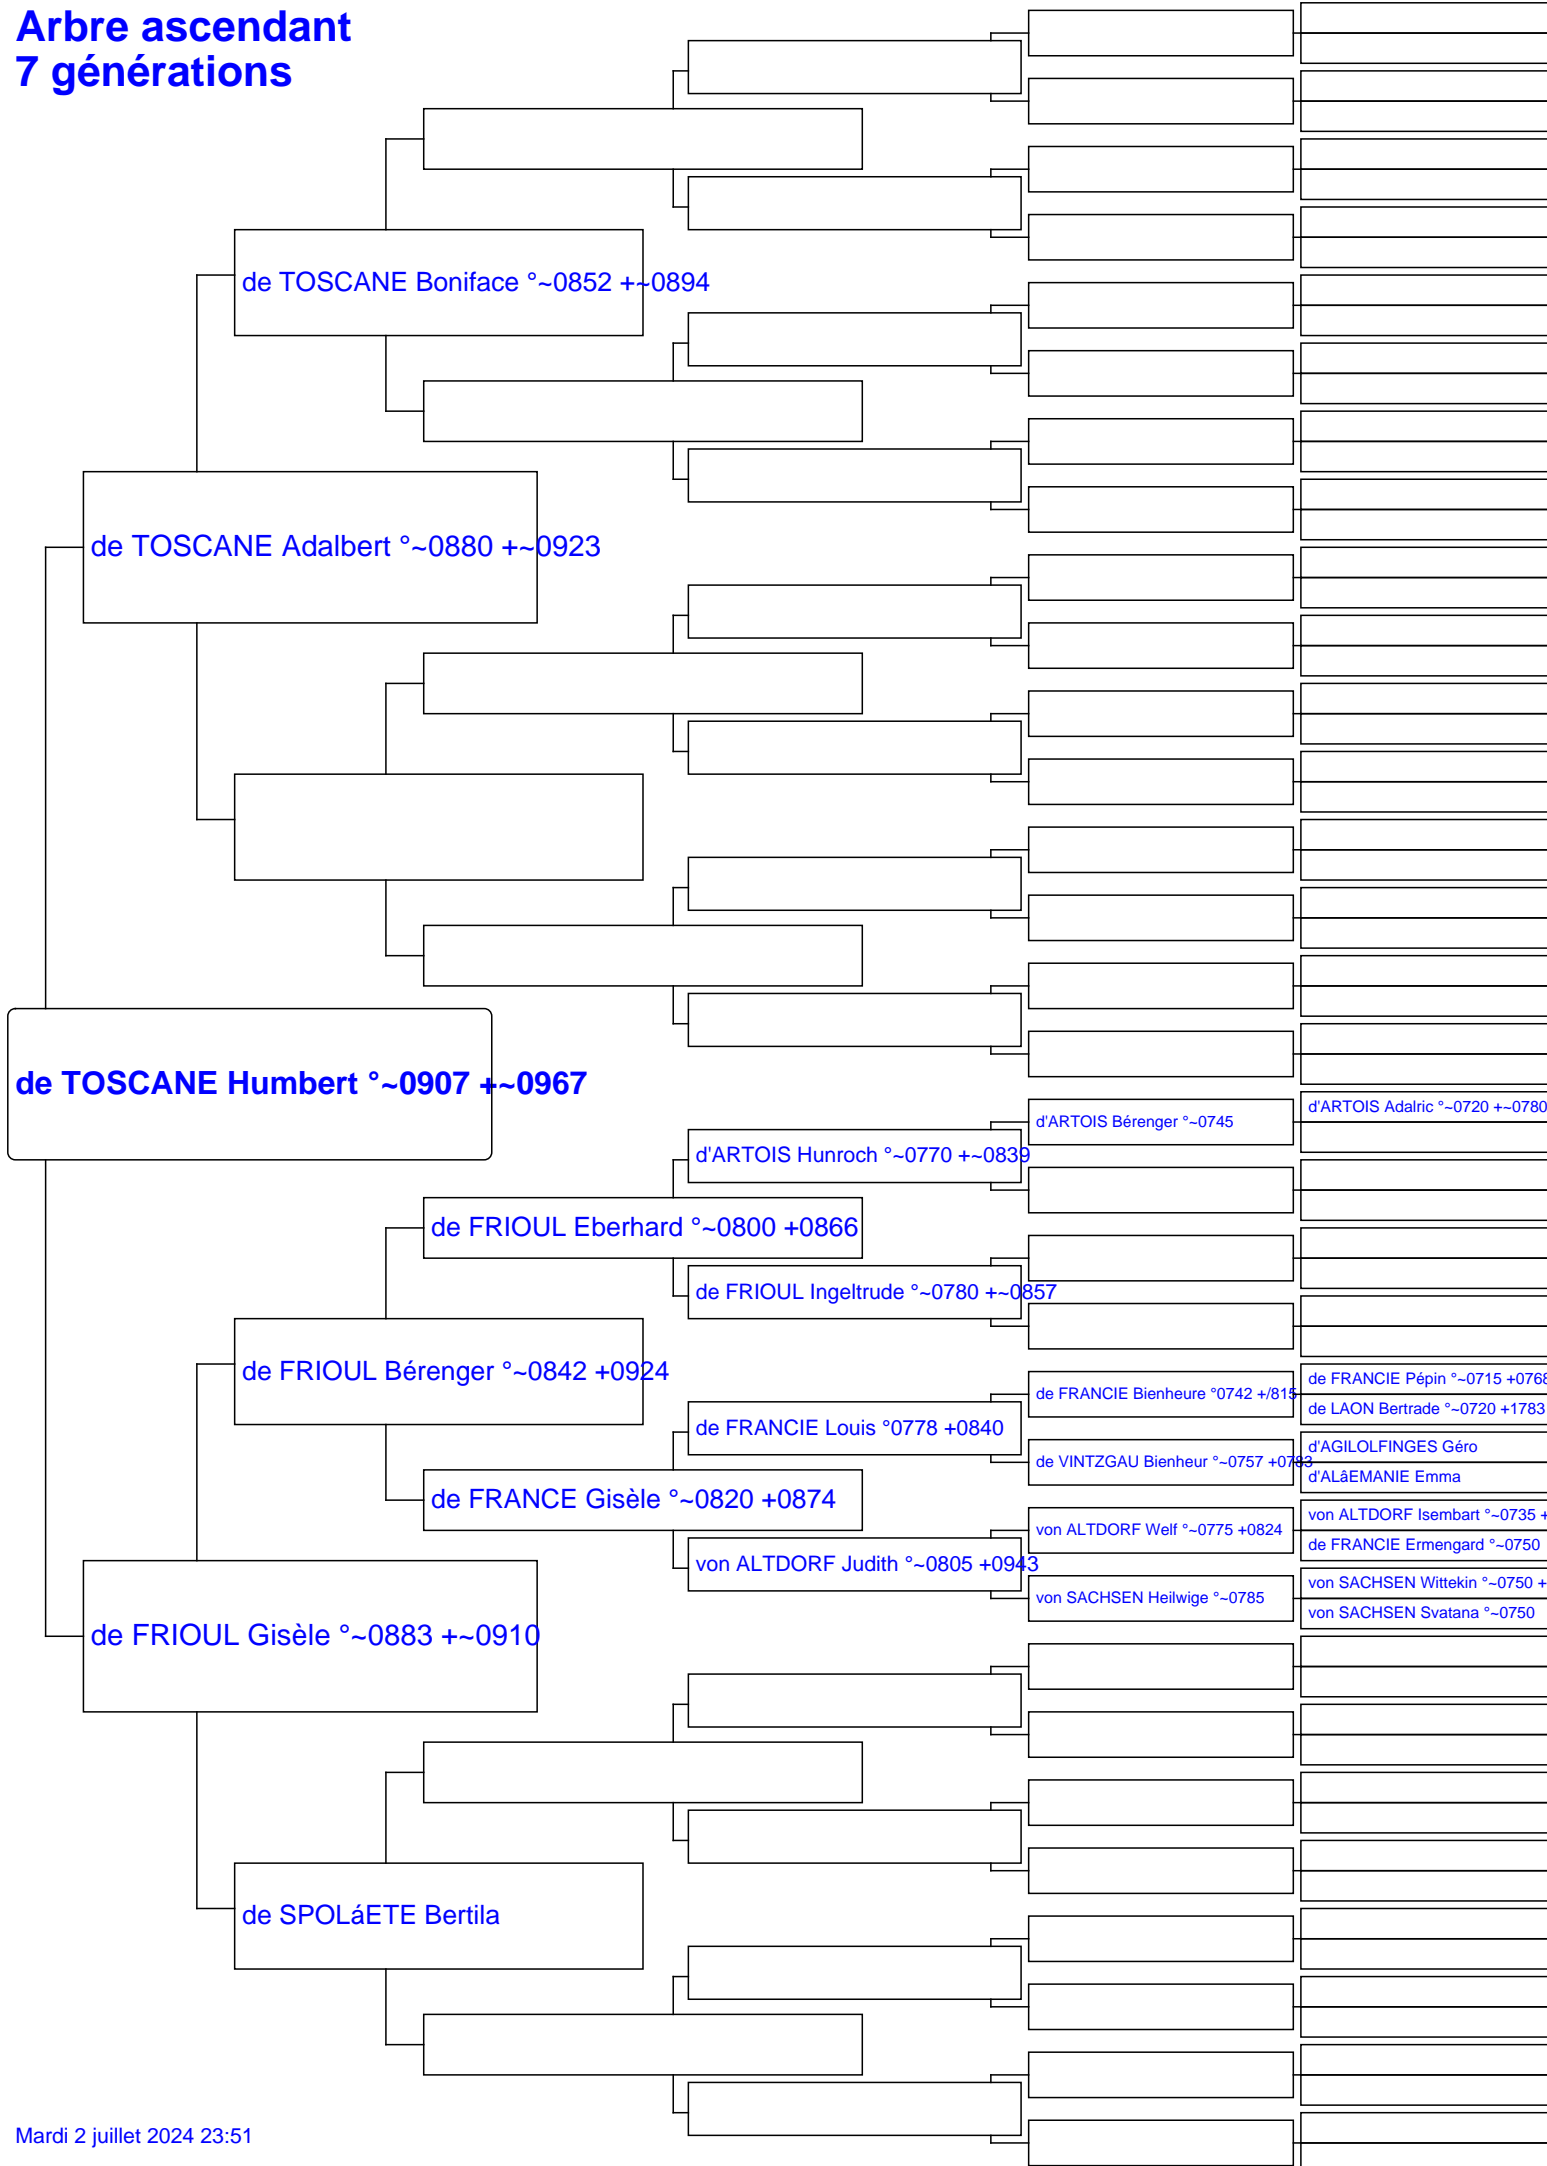 Arbre ascendant
7 générations
de TOSCANE Boniface °~0852 +~0894
de TOSCANE Adalbert °~0880 +~0923
de TOSCANE Humbert °~0907 +~0967
d'ARTOIS Adalric °~0720 +~0780
d'ARTOIS Bérenger °~0745
d'ARTOIS Hunroch °~0770 +~0839
de FRIOUL Eberhard °~0800 +0866
de FRIOUL Ingeltrude °~0780 +~0857
de FRIOUL Bérenger °~0842 +0924
de FRANCIE Pépin °~0715 +0768
de FRANCIE Bienheure °0742 +/815
de LAON Bertrade °~0720 +1783
de FRANCIE Louis °0778 +0840
d'AGILOLFINGES Géro
de VINTZGAU Bienheur °~0757 +0783
d'ALâEMANIE Emma
de FRANCE Gisèle °~0820 +0874
von ALTDORF Isembart °~0735 +
von ALTDORF Welf °~0775 +0824
de FRANCIE Ermengard °~0750
von ALTDORF Judith °~0805 +0943
von SACHSEN Wittekin °~0750 +
von SACHSEN Heilwige °~0785
von SACHSEN Svatana °~0750
de FRIOUL Gisèle °~0883 +~0910
de SPOLáETE Bertila
Mardi 2 juillet 2024 23:51